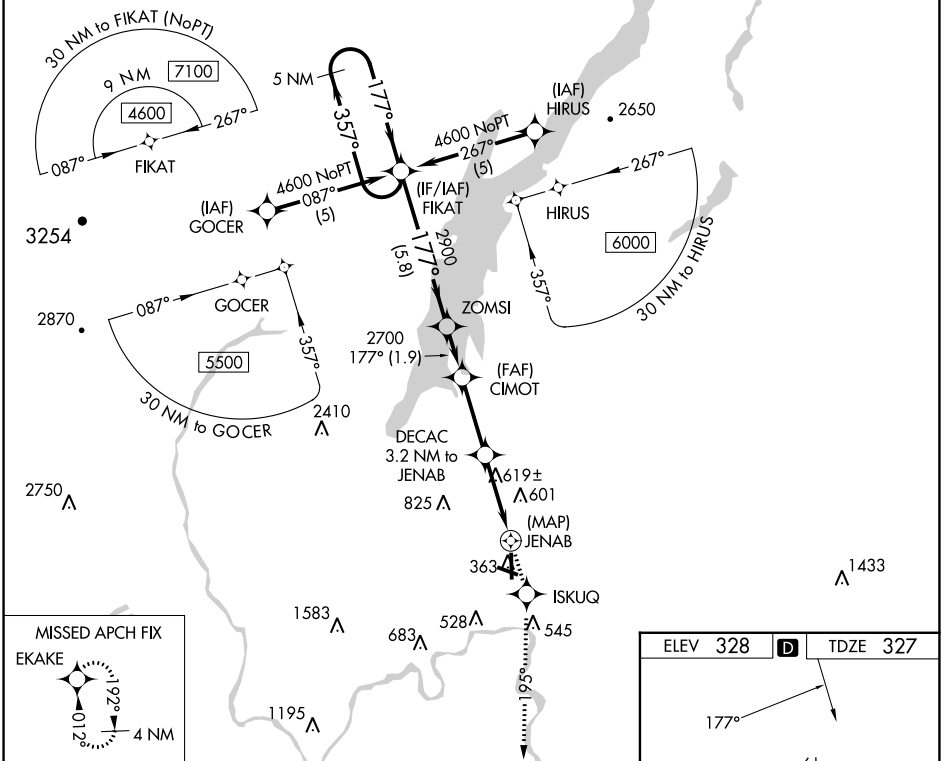 30 NM to FIKAT (NoPT)
7100
9 NM
4600
087°
267°
FIKAT
5 NM
177°
357°
(IAF)
HIRUS
2650
4600 NoPT
267°
(5)
4600 NoPT
087°
(5)
(IAF)
GOCER
(IF/IAF)
FIKAT
267°
HIRUS
6000
357°
30 NM to HIRUS
3254
2900
177°
(5.8)
087°
GOCER
357°
5500
30 NM to GOCER
2870
ZOMSI
2700
177° (1.9)
(FAF)
CIMOT
2410
DECAC
3.2 NM to
JENAB
619±
601
825
2750
(MAP)
JENAB
363
1433
ISKUQ
1583
683
528
545
195°
1195
MISSED APCH FIX
EKAKE
192°
012°
4 NM
ELEV 328 D TDZE 327
177°